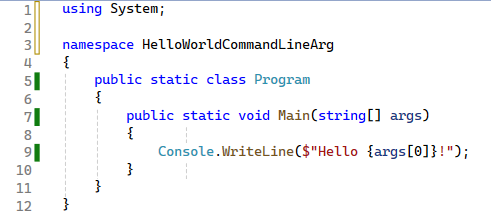 1 using System;
2
3 namespace HelloWorldCommandLineArg
4 {
5     public static class Program
6     {
7         public static void Main(string[] args)
8         {
9             Console.WriteLine($"Hello {args[0]}!");
10         }
11     }
12 }